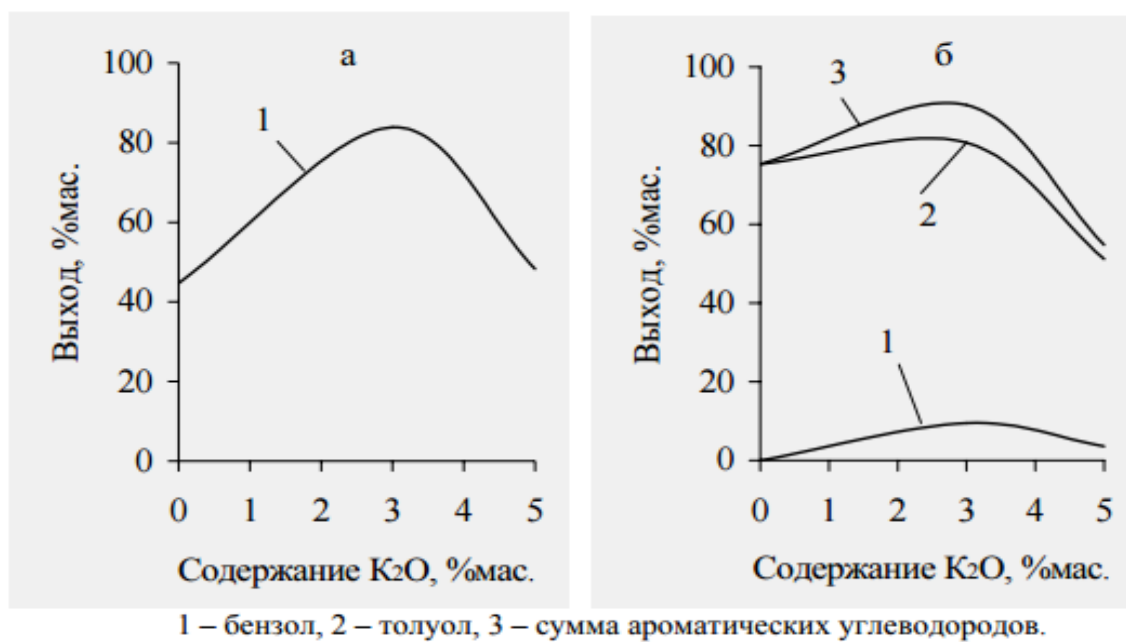 а
100
80
60
40
20
0
1
Выход, %мас.
0 1 2 3 4 5
Содержание K2O, %мас.
б
100
80
60
40
20
0
3
2
1
Выход, %мас.
0 1 2 3 4 5
Содержание K2O, %мас.
1 – бензол, 2 – толуол, 3 – сумма ароматических углеводородов.